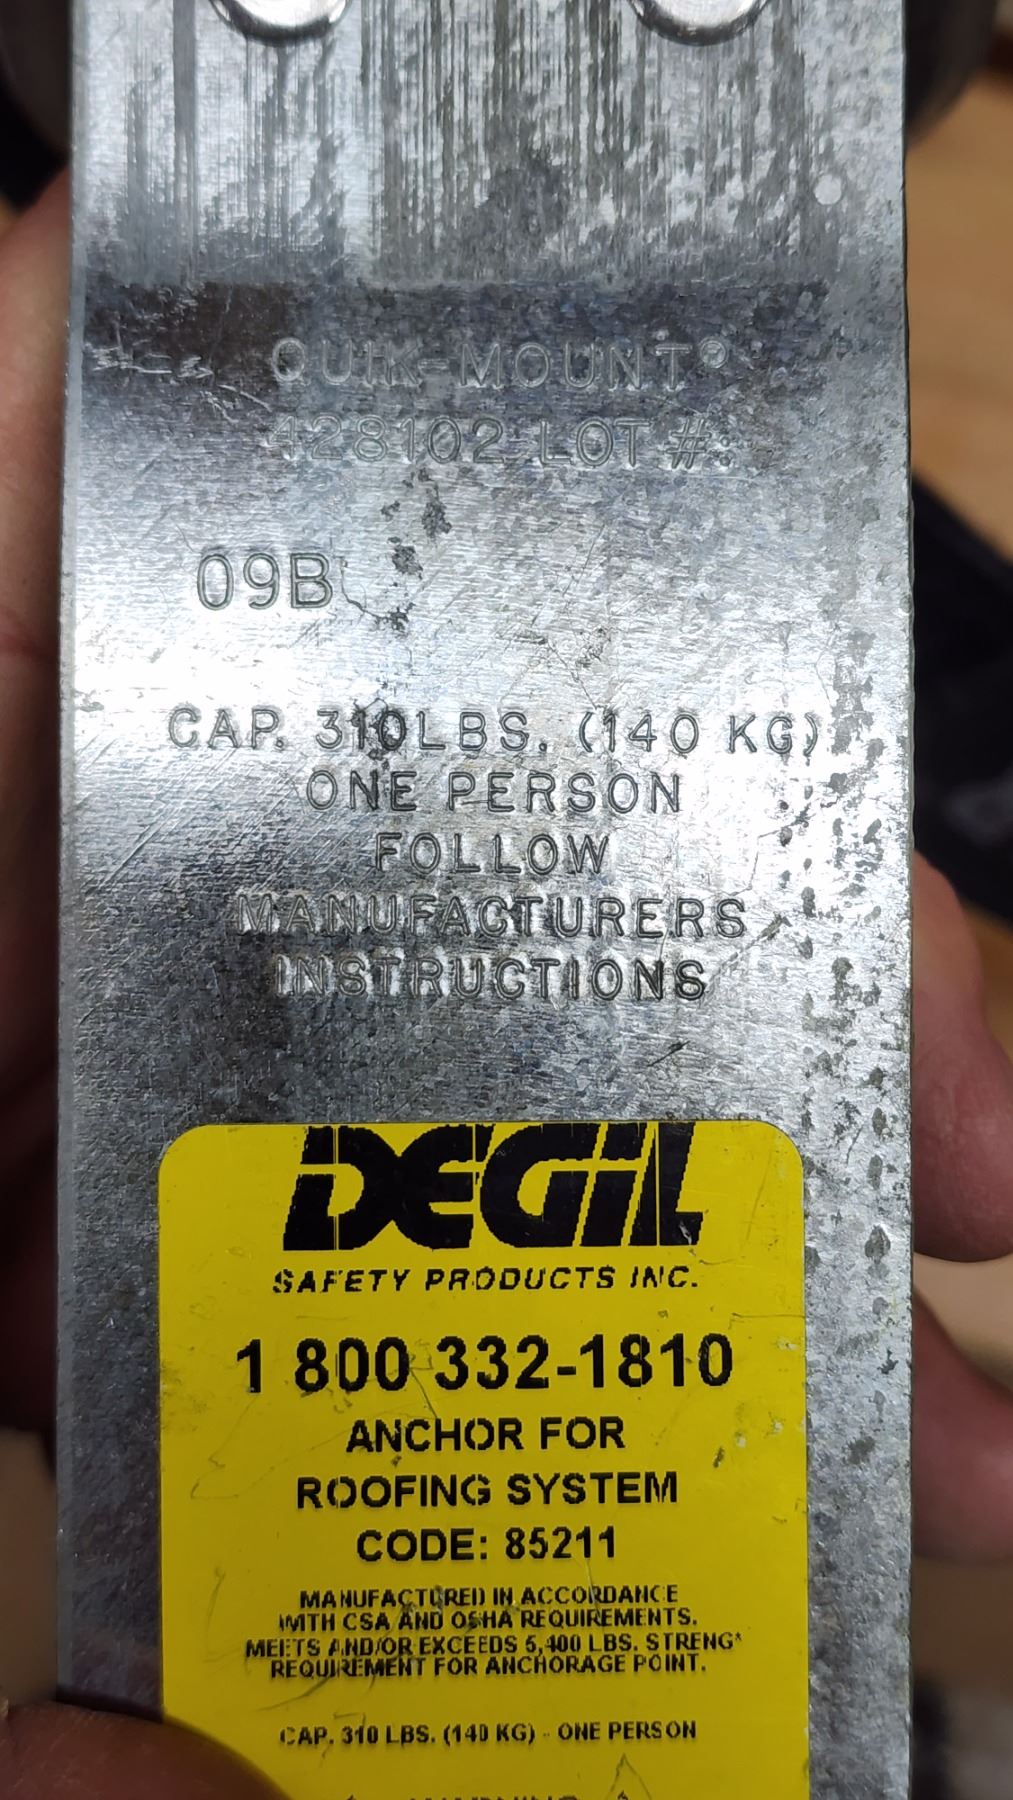 QUIK-MOUNT®
428102 LOT #:
09B
CAP. 310LBS. (140 KG)
ONE PERSON
FOLLOW
MANUFACTURERS
INSTRUCTIONS
DEGIL
SAFETY PRODUCTS INC.
1 800 332-1810
ANCHOR FOR
ROOFING SYSTEM
CODE: 85211
MANUFACTURED IN ACCORDANCE
WITH CSA AND OSHA REQUIREMENTS.
MEETS AND/OR EXCEEDS 5,400 LBS. STRENG
REQUIREMENT FOR ANCHORAGE POINT.
CAP. 310 LBS. (140 KG) - ONE PERSON